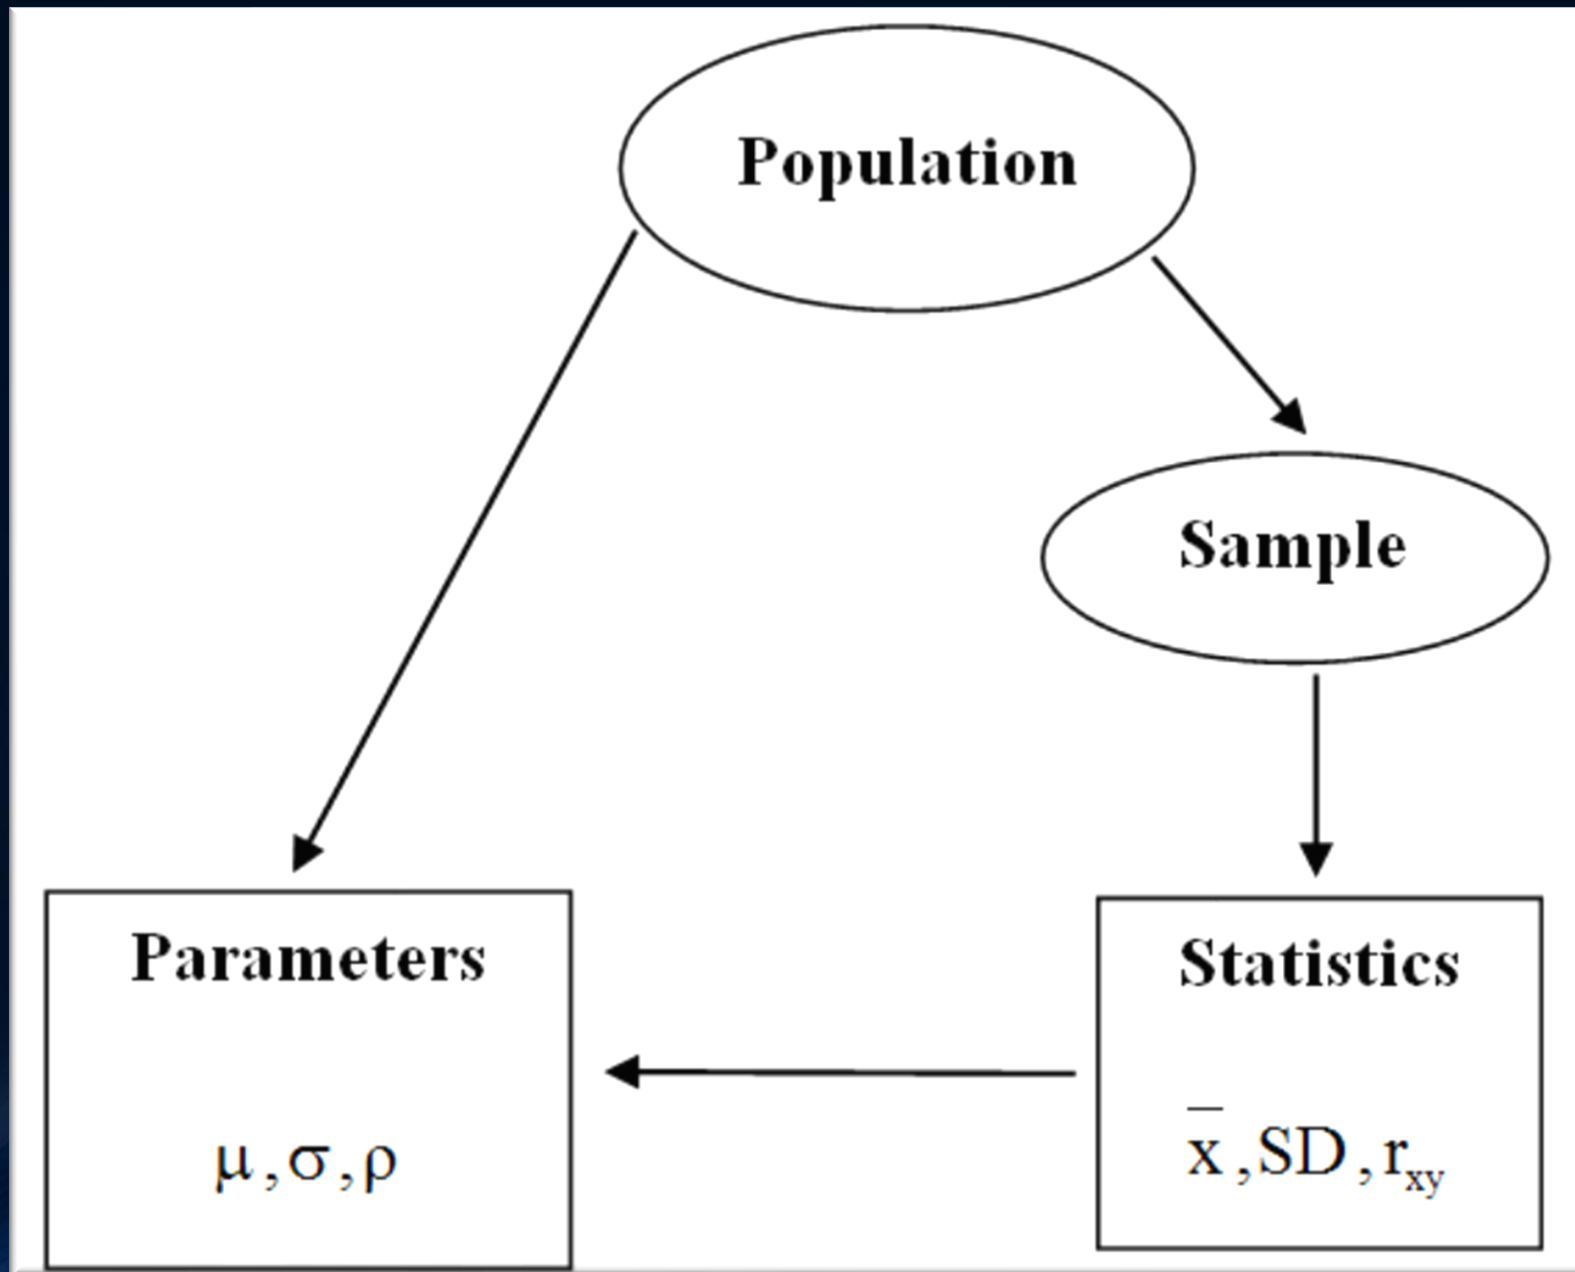 Population
Sample
Parameters
μ , σ , ρ
Statistics
x̄ , SD , rxy